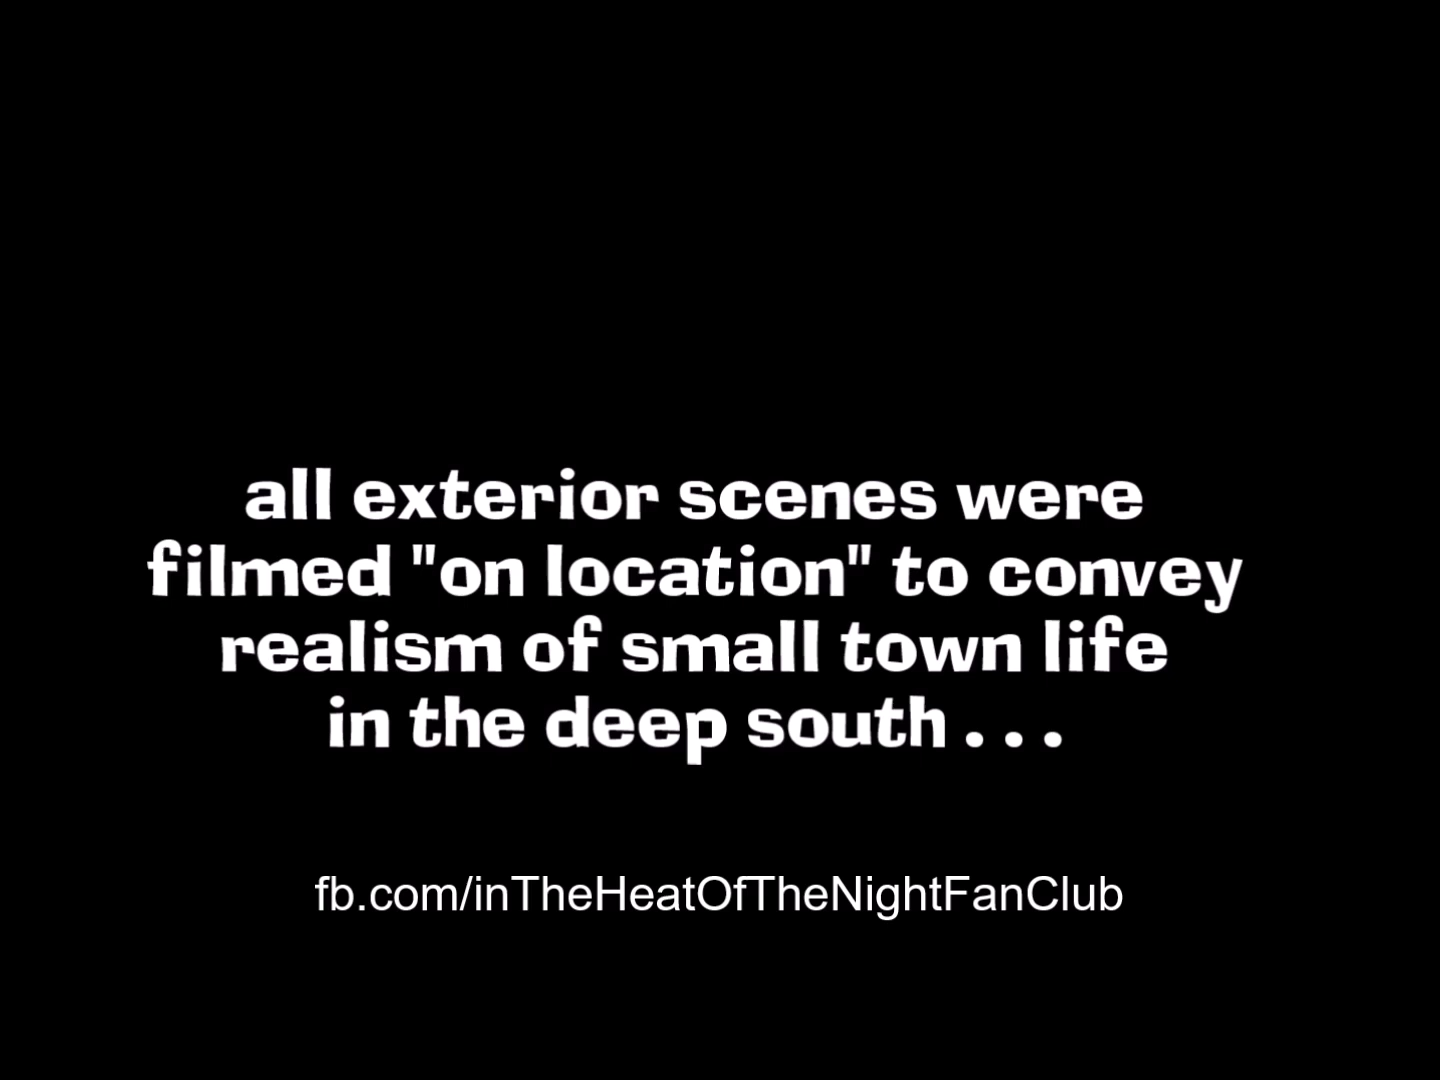 all exterior scenes were
filmed "on location" to convey
realism of small town life
in the deep south . . .
fb.com/inTheHeatOfTheNightFanClub